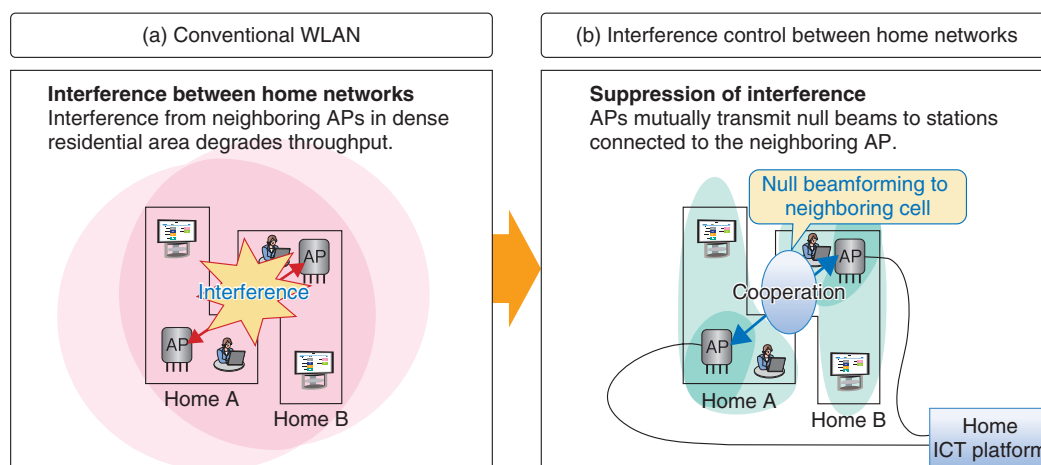 (a) Conventional WLAN
Interference between home networks
Interference from neighboring APs in dense
residential area degrades throughput.
AP
Interference
AP
Home A
Home B
(b) Interference control between home networks
Suppression of interference
APs mutually transmit null beams to stations
connected to the neighboring AP.
Null beamforming to
neighboring cell
AP
Cooperation
AP
Home A
Home B
Home
ICT platform